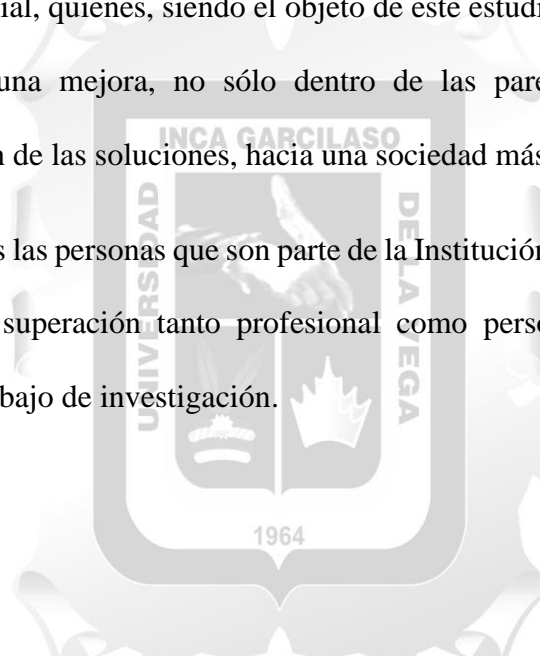 ial, quienes, siendo el objeto de este estudi
una mejora, no sólo dentro de las pare
INCA GARCILASO
n de las soluciones, hacia una sociedad más
UNIVERSIDAD
DE LA VEGA
s las personas que son parte de la Institución
superación tanto profesional como perso
bajo de investigación.
1964